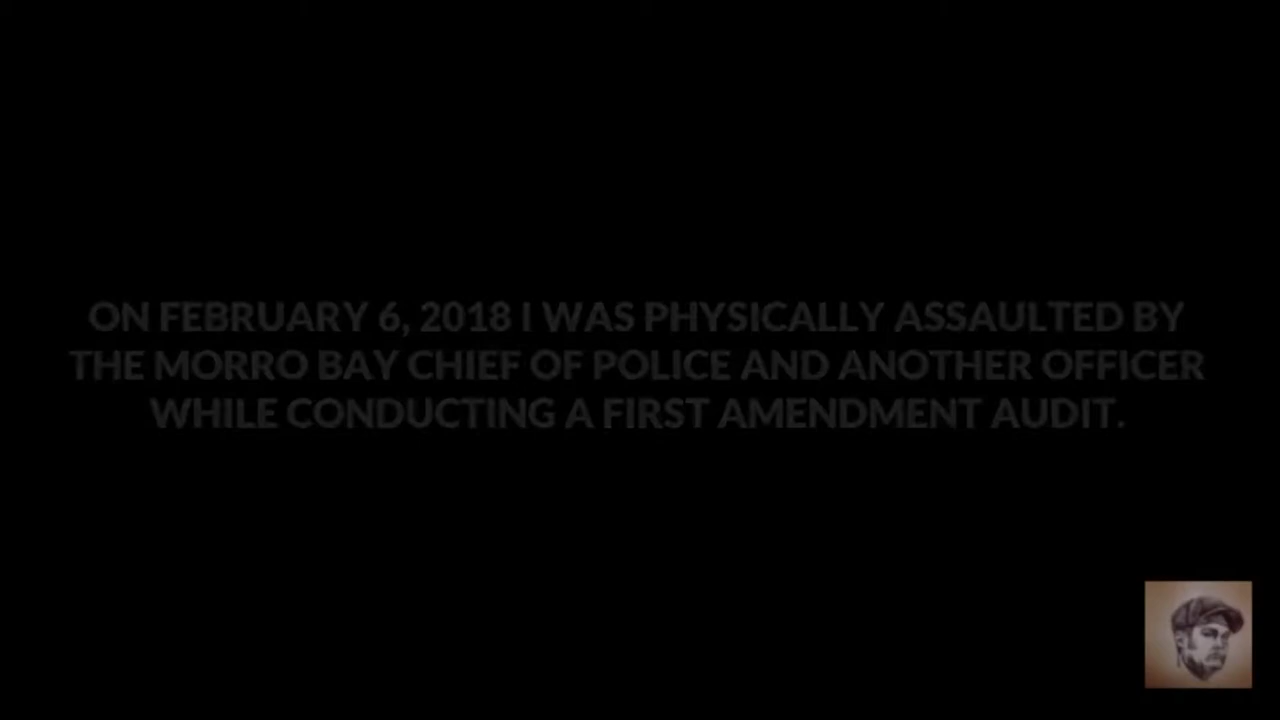 ON FEBRUARY 6, 2018 I WAS PHYSICALLY ASSAULTED BY
THE MORRO BAY CHIEF OF POLICE AND ANOTHER OFFICER
WHILE CONDUCTING A FIRST AMENDMENT AUDIT.